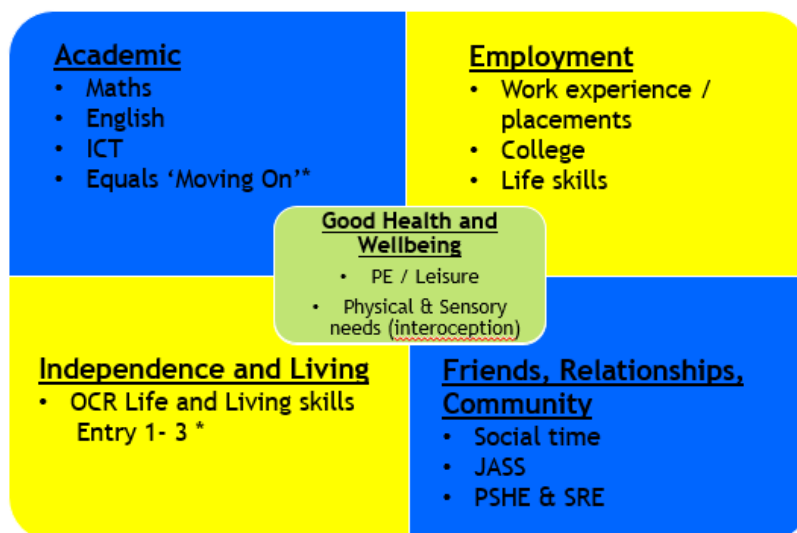 Academic
• Maths
• English
• ICT
• Equals ‘Moving On’*
Employment
• Work experience /
placements
• College
• Life skills
Good Health and
Wellbeing
• PE / Leisure
• Physical & Sensory
needs (interoception)
Independence and Living
• OCR Life and Living skills
Entry 1- 3 *
Friends, Relationships,
Community
• Social time
• JASS
• PSHE & SRE